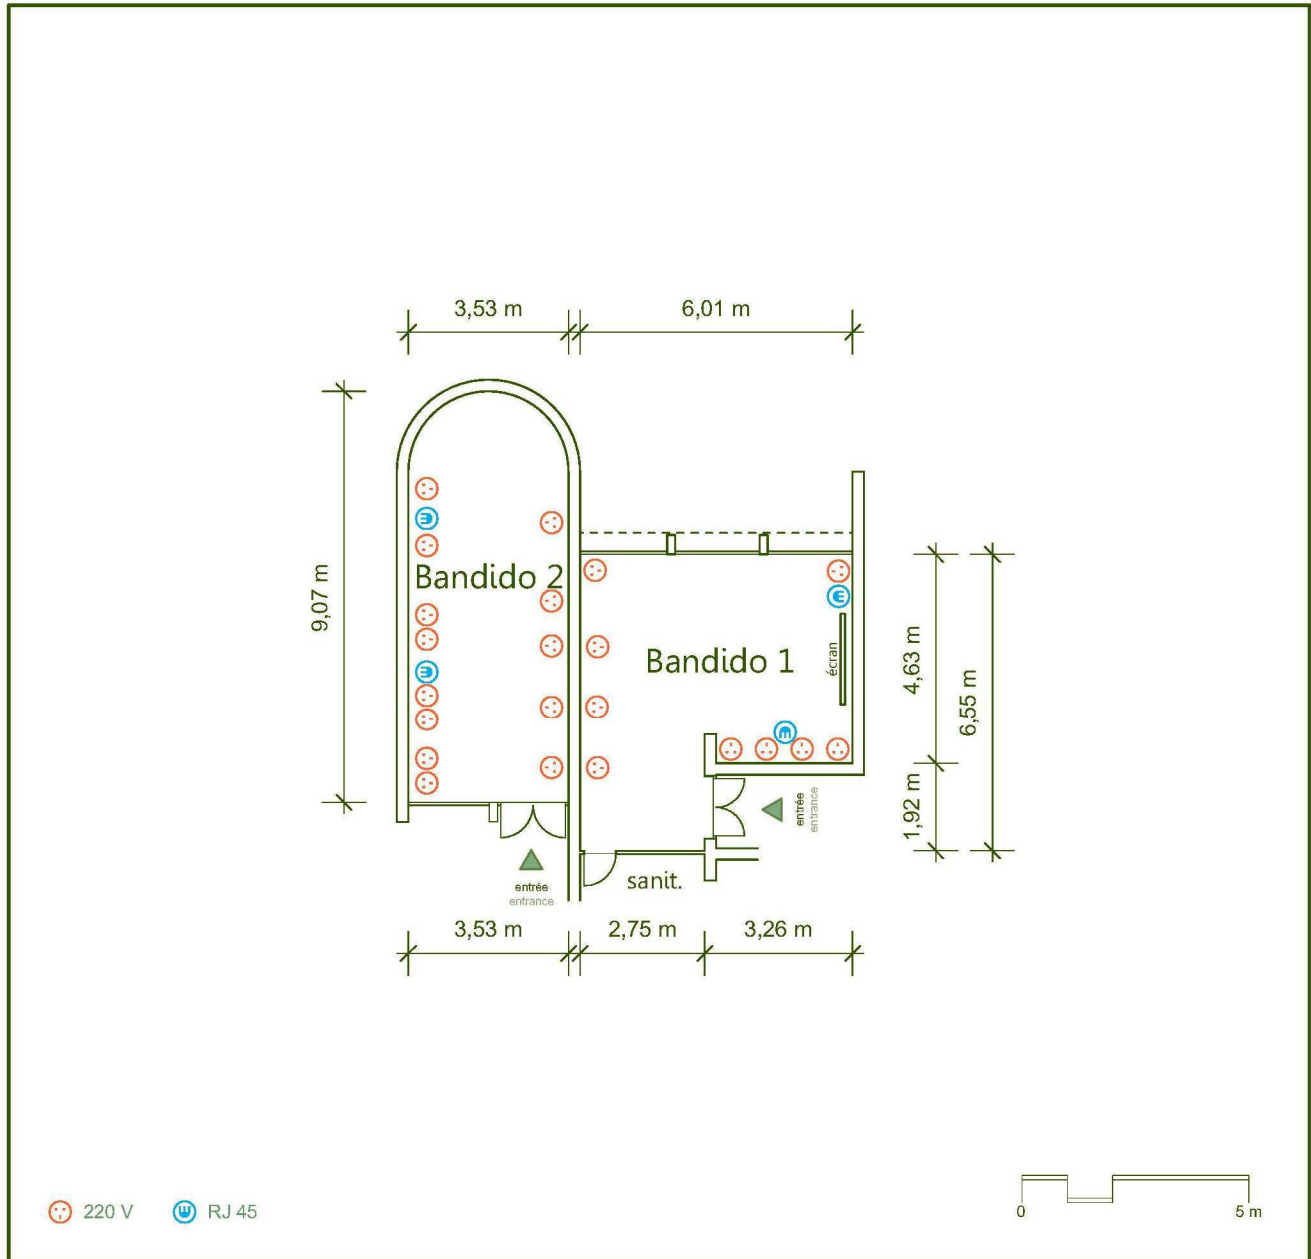 3,53 m
6,01 m
9,07 m
Bandido 2
Bandido 1
écran
4,63 m
6,55 m
1,92 m
entrée
entrance
entrée
entrance
sanit.
3,53 m
2,75 m
3,26 m
220 V
RJ 45
0
5 m